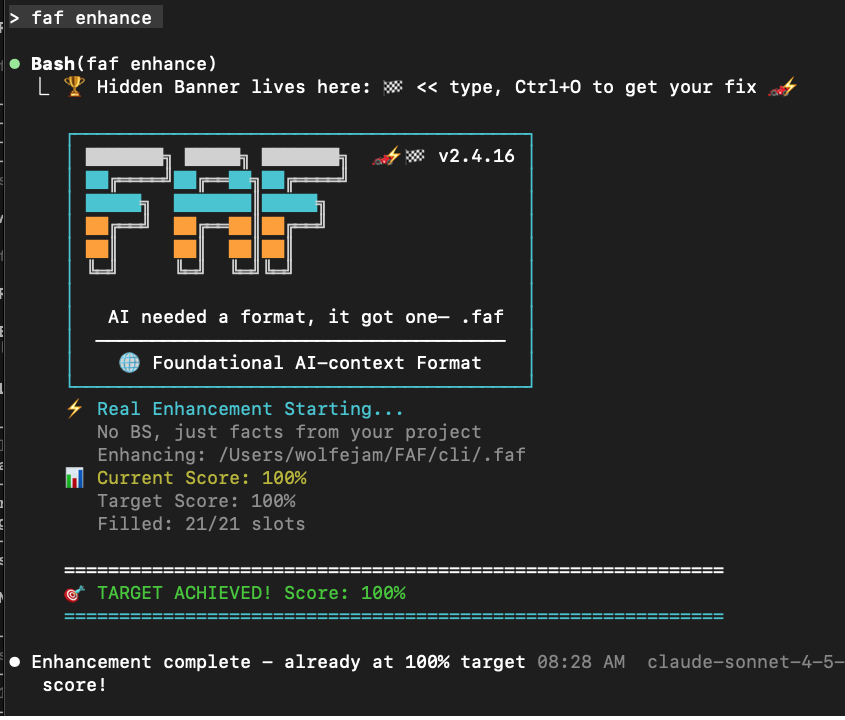 > faf enhance
Bash(faf enhance)
Hidden Banner lives here: << type, Ctrl+O to get your fix
FAF
v2.4.16
AI needed a format, it got one— .faf
Foundational AI-context Format
Real Enhancement Starting...
No BS, just facts from your project
Enhancing: /Users/wolfejam/FAF/cli/.faf
Current Score: 100%
Target Score: 100%
Filled: 21/21 slots
TARGET ACHIEVED! Score: 100%
Enhancement complete — already at 100% target 08:28 AM claude-sonnet-4-5-
score!